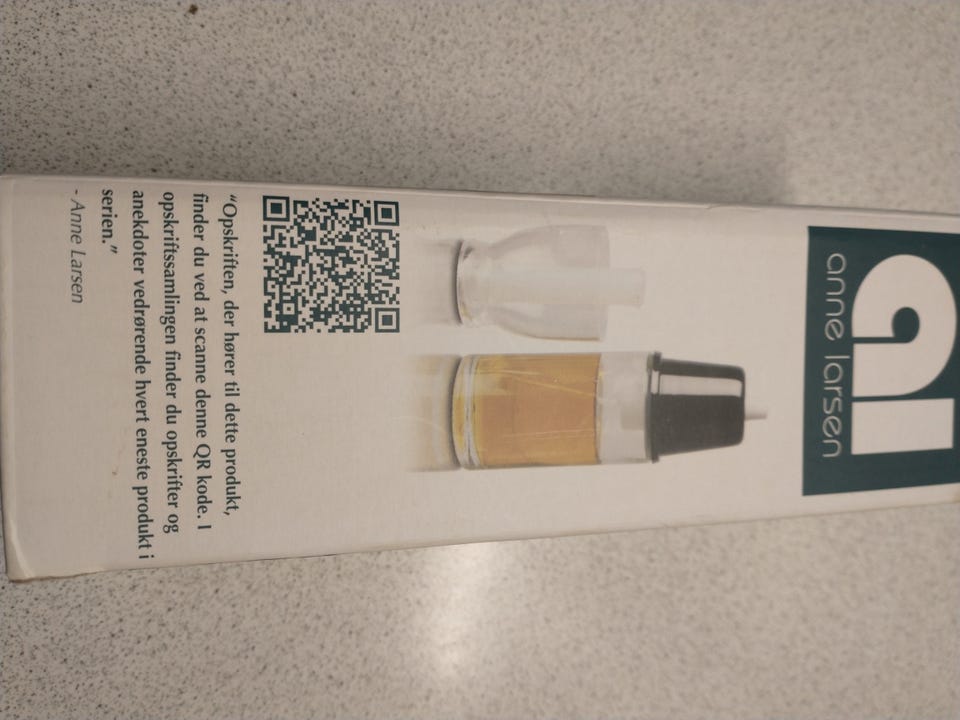 al
anne larsen
“Opskriften, der hører til dette produkt,
finder du ved at scanne denne QR kode. I
opskriftssamlingen finder du opskrifter og
anekdoter vedrørende hvert eneste produkt i
serien.”
- Anne Larsen